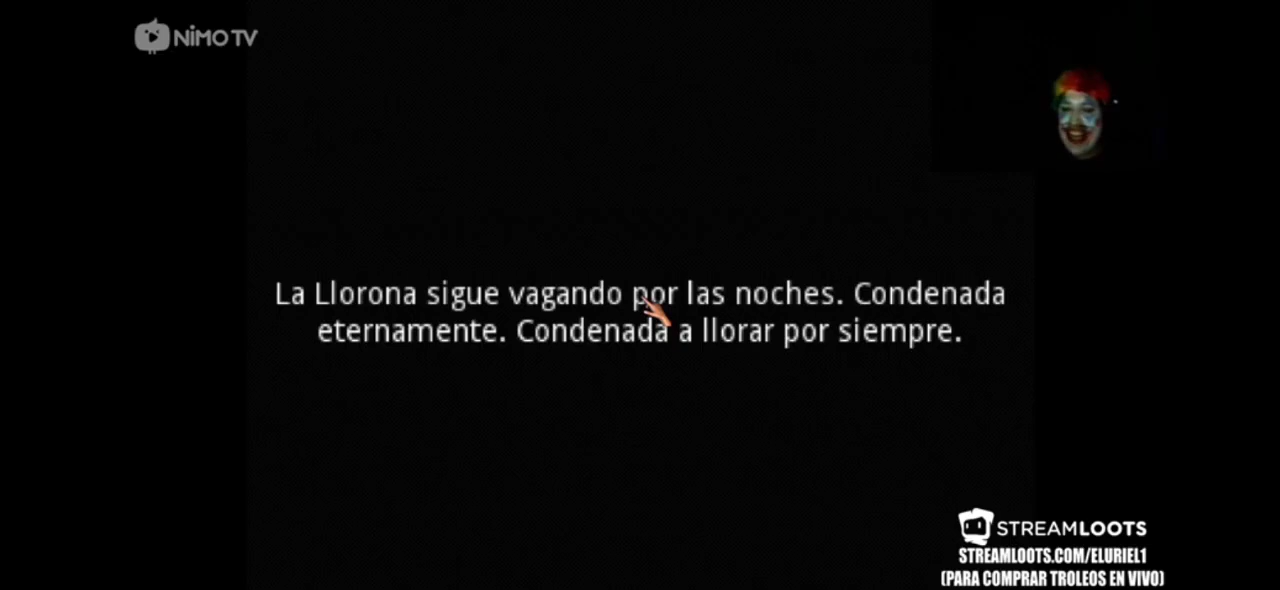 NiMO TV
La Llorona sigue vagando por las noches. Condenada
eternamente. Condenada a llorar por siempre.
STREAMLOOTS
STREAMLOOTS.COM/ELURIEL1
(PARA COMPRAR TROLEOS EN VIVO)